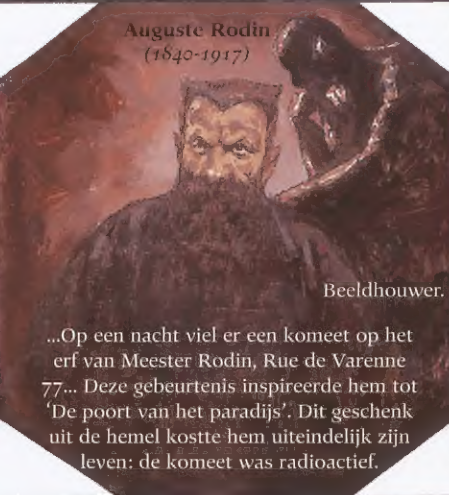 Auguste Rodin
(1840-1917)
Beeldhouwer.
...Op een nacht viel er een komeet op het
erf van Meester Rodin, Rue de Varenne
77... Deze gebeurtenis inspireerde hem tot
‘De poort van het paradijs’. Dit geschenk
uit de hemel kostte hem uiteindelijk zijn
leven: de komeet was radioactief.